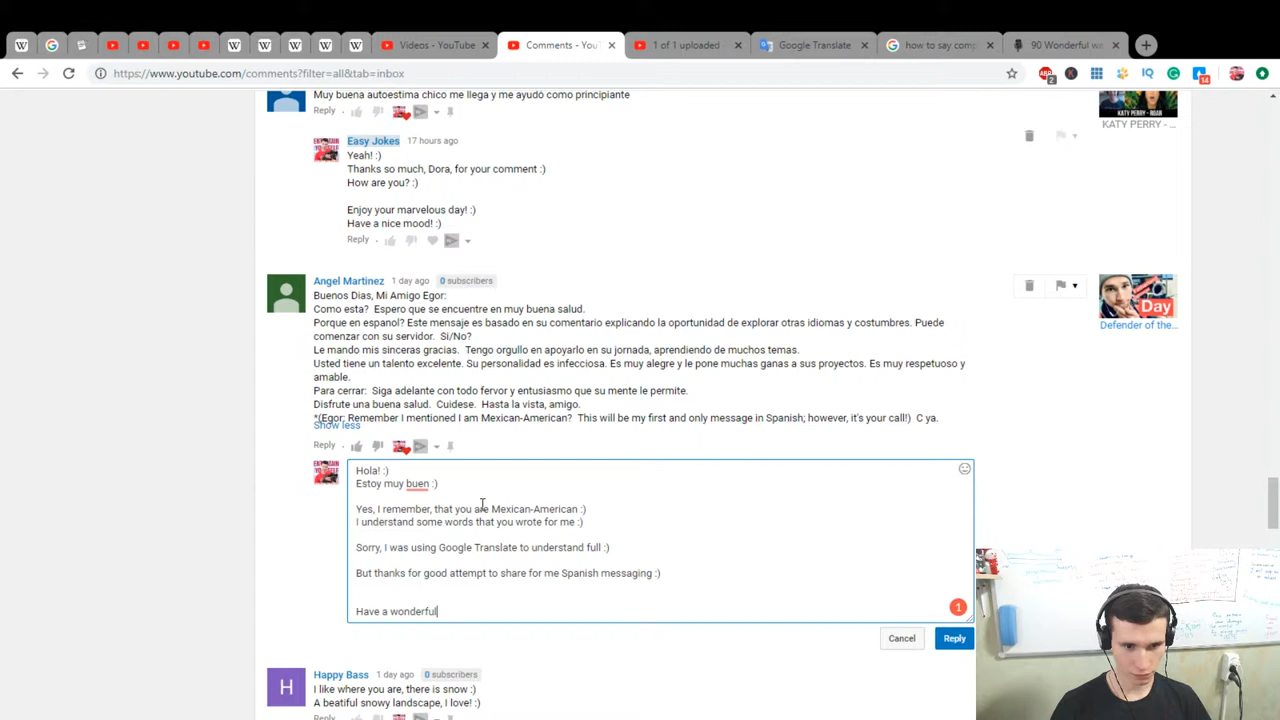 Videos - YouTube
Comments - You
1 of 1 uploaded
Google Translate
how to say comp
90 Wonderful w
https://www.youtube.com/comments?filter=all&tab=inbox
2
14
Muy buena autoestima chico me llega y me ayudó como principiante
Reply
KATY PERRY - ROAR
KATY PERRY - ...
Easy Jokes 17 hours ago
Yeah! :)
Thanks so much, Dora, for your comment :)
How are you? :)
Enjoy your marvelous day! :)
Have a nice mood! :)
Reply
Angel Martinez 1 day ago 0 subscribers
Buenos Dias, Mi Amigo Egor:
Como esta? Espero que se encuentre en muy buena salud.
Porque en espanol? Este mensaje es basado en su comentario explicando la oportunidad de explorar otras idiomas y costumbres. Puede
comenzar con su servidor. Si/No?
Le mando mis sinceras gracias. Tengo orgullo en apoyarlo en su jornada, aprendiendo de muchos temas.
Usted tiene un talento excelente. Su personalidad es infecciosa. Es muy alegre y le pone muchas ganas a sus proyectos. Es muy respetuoso y
amable.
Para cerrar: Siga adelante con todo fervor y entusiasmo que su mente le permite.
Disfrute una buena salud. Cuidese. Hasta la vista, amigo.
*(Egor: Remember I mentioned I am Mexican-American? This will be my first and only message in Spanish; however, it's your call!) C ya.
Show less
Reply
Day
Defender of the...
Hola! :)
Estoy muy buen :)
Yes, I remember, that you are Mexican-American :)
I understand some words that you wrote for me :)
Sorry, I was using Google Translate to understand full :)
But thanks for good attempt to share for me Spanish messaging :)
Have a wonderful
1
Cancel
Reply
H
Happy Bass 1 day ago 0 subscribers
I like where you are, there is snow :)
A beatiful snowy landscape, I love! :)
Reply